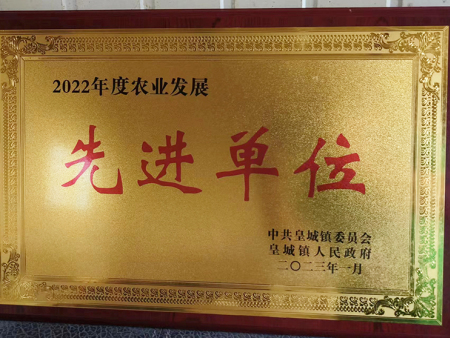 2022年度农业发展
先进单位
中共皇城镇委员会
皇城镇人民政府
二〇二三年一月